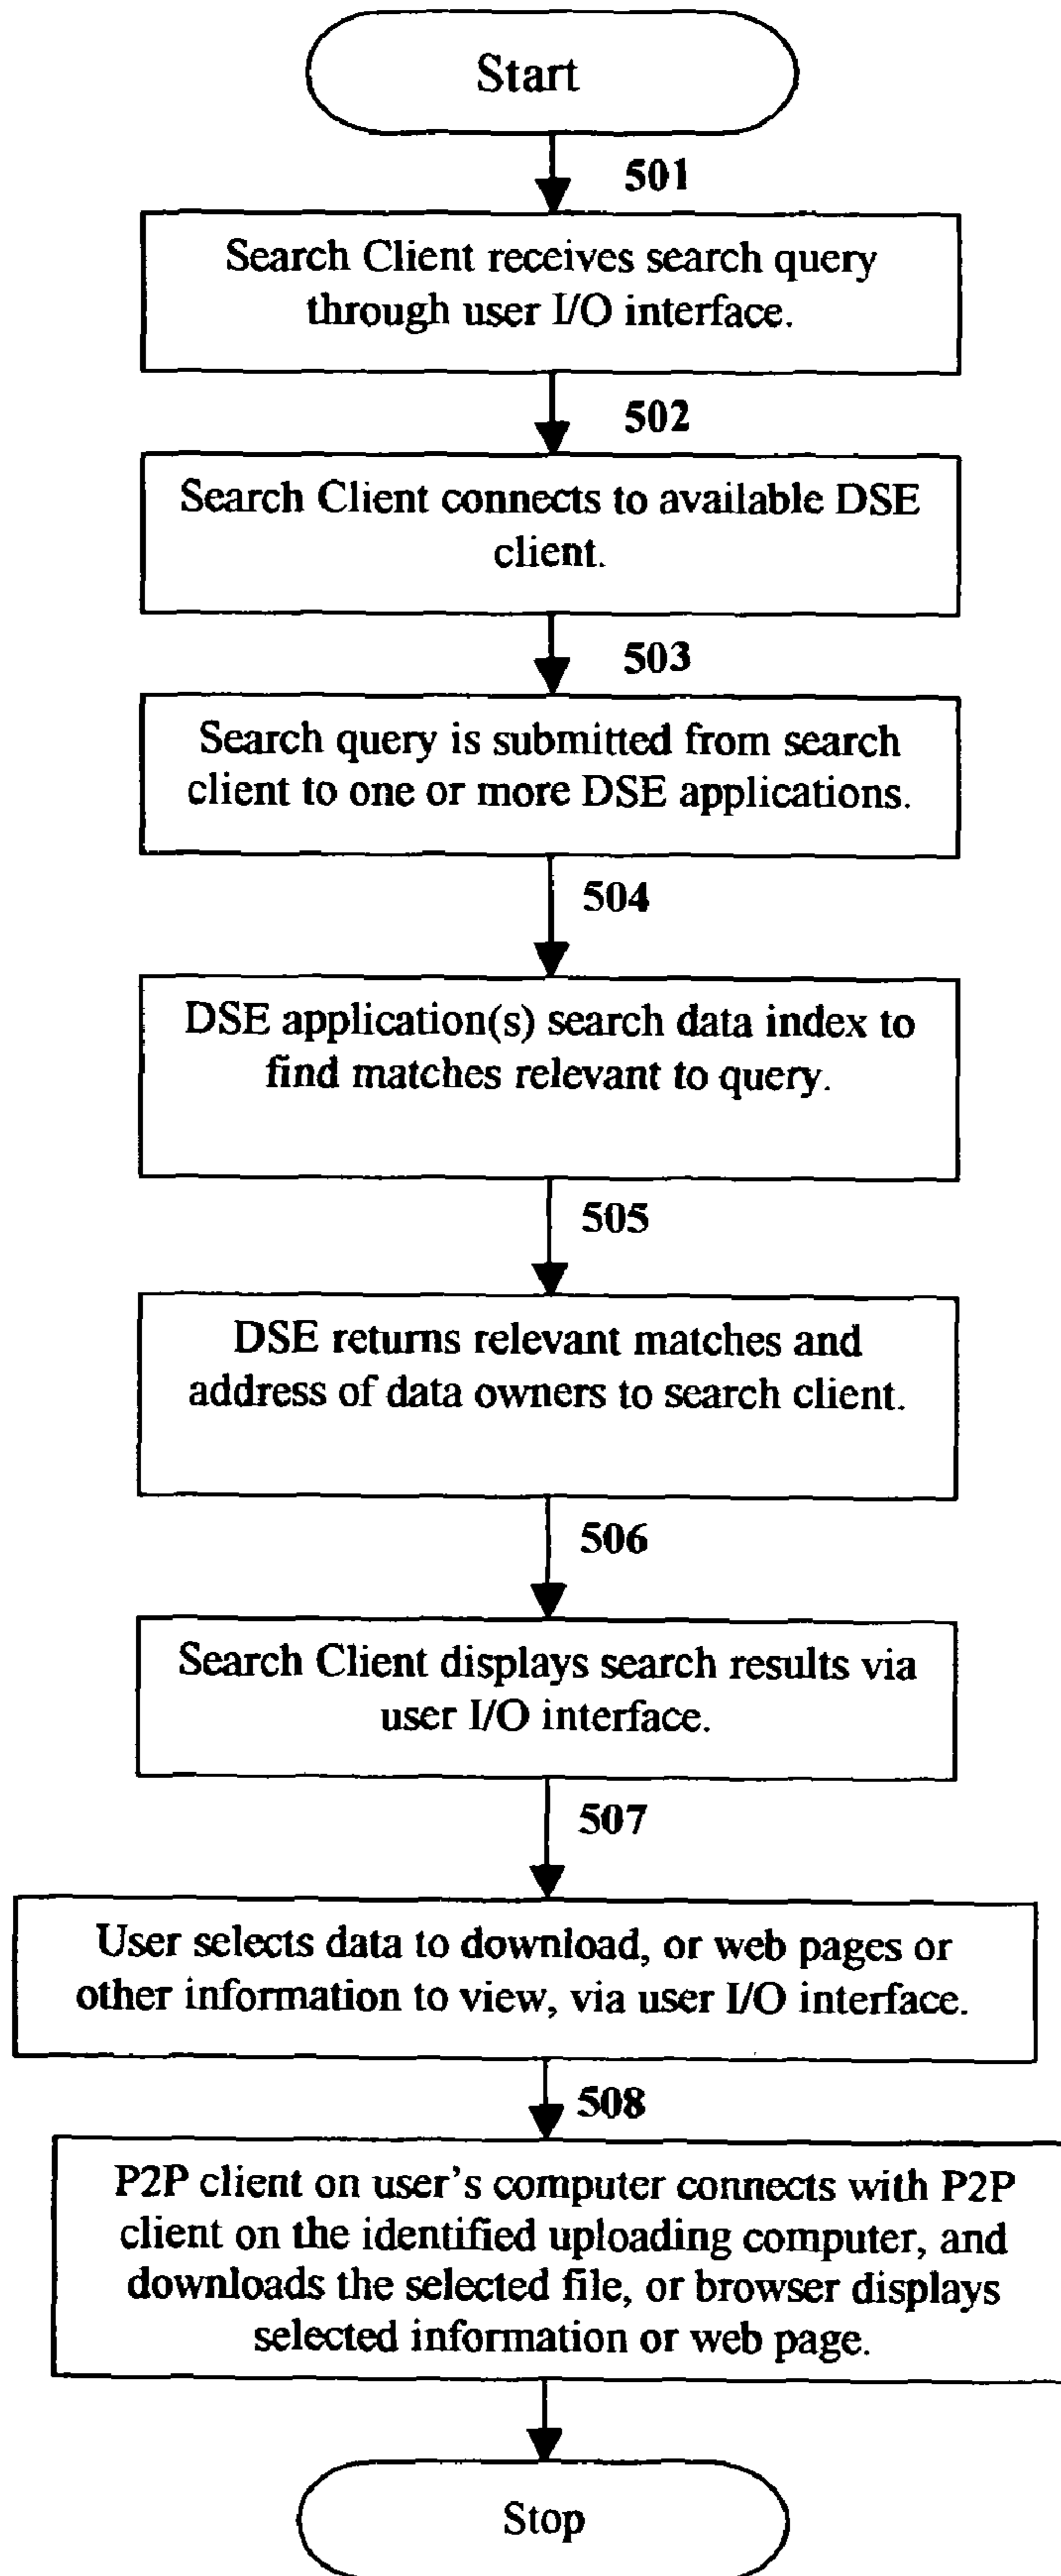 Start
501
Search Client receives search query
through user I/O interface.
502
Search Client connects to available DSE
client.
503
Search query is submitted from search
client to one or more DSE applications.
504
DSE application(s) search data index to
find matches relevant to query.
505
DSE returns relevant matches and
address of data owners to search client.
506
Search Client displays search results via
user I/O interface.
507
User selects data to download, or web pages or
other information to view, via user I/O interface.
508
P2P client on user's computer connects with P2P
client on the identified uploading computer, and
downloads the selected file, or browser displays
selected information or web page.
Stop